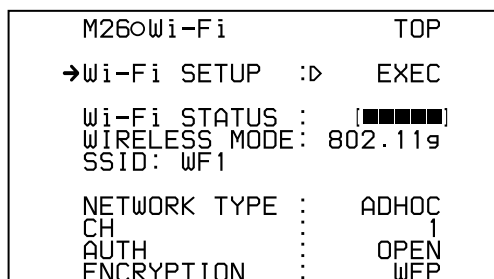 M26○Wi-Fi TOP
→Wi-Fi SETUP :▷ EXEC
Wi-Fi STATUS : [■■■■■]
WIRELESS MODE: 802.11g
SSID: WF1
NETWORK TYPE : ADHOC
CH : 1
AUTH : OPEN
ENCRYPTION : WEP